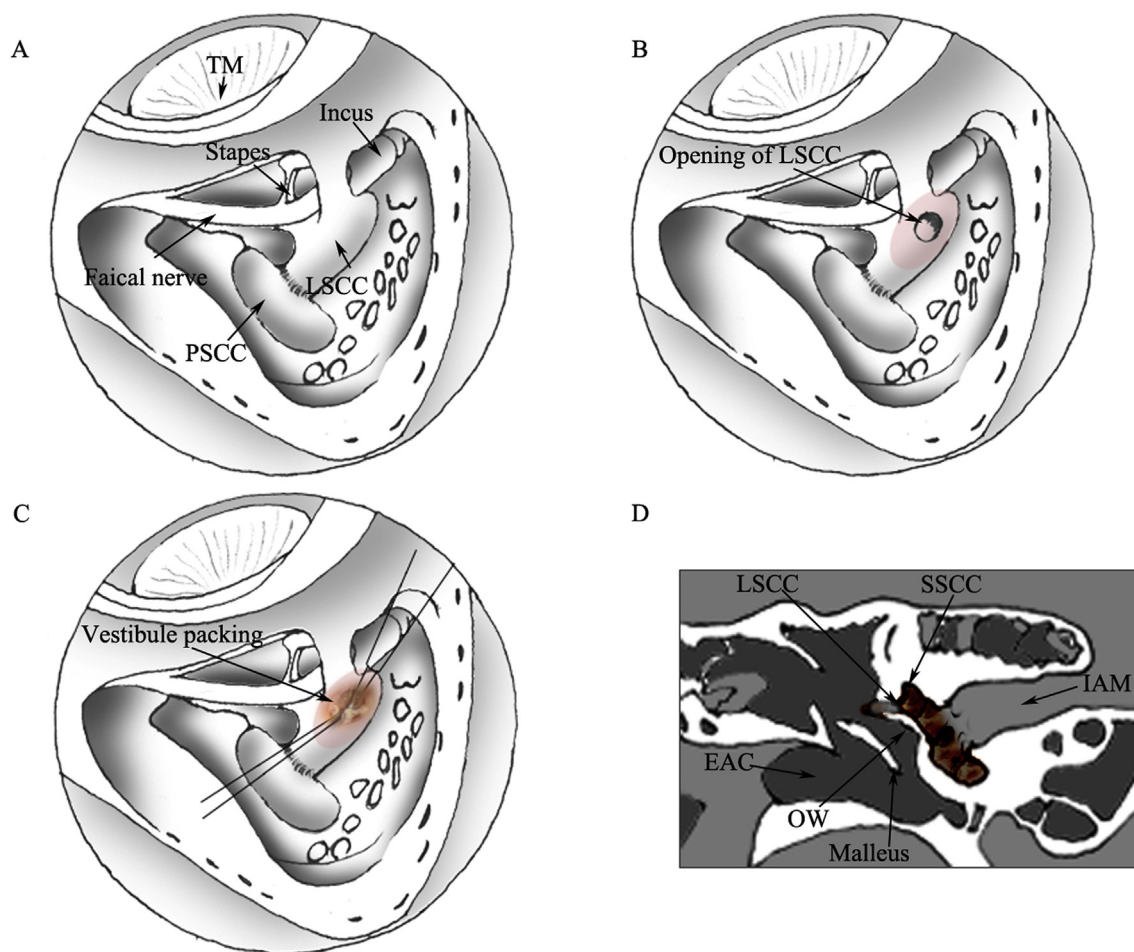 A
TM
Incus
Stapes
Faical nerve
LSCC
PSCC
B
Opening of LSCC
C
Vestibule packing
D
LSCC
SSCC
IAM
EAC
OW
Malleus